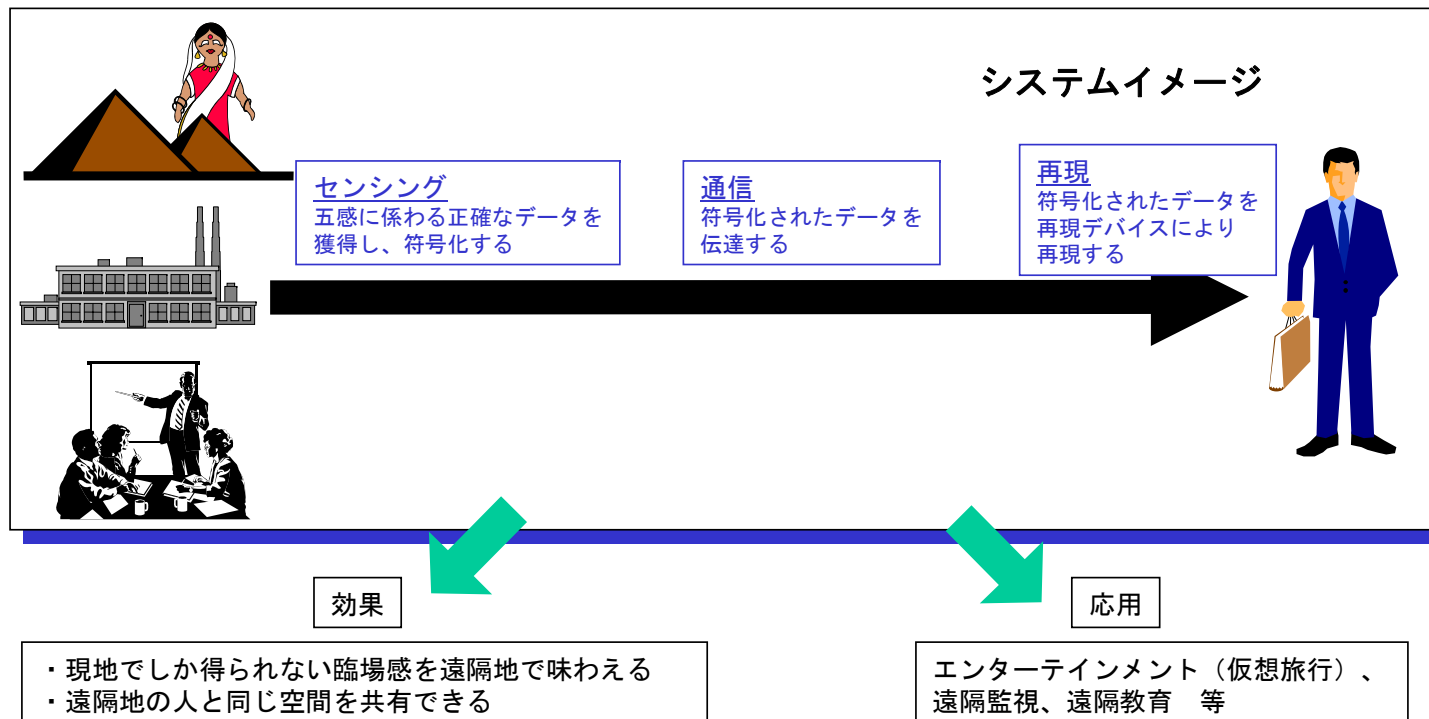 システムイメージ
センシング
五感に係わる正確なデータを
獲得し、符号化する
通信
符号化されたデータを
伝達する
再現
符号化されたデータを
再現デバイスにより
再現する
効果
・現地でしか得られない臨場感を遠隔地で味わえる
・遠隔地の人と同じ空間を共有できる
応用
エンターテインメント（仮想旅行）、
遠隔監視、遠隔教育　等